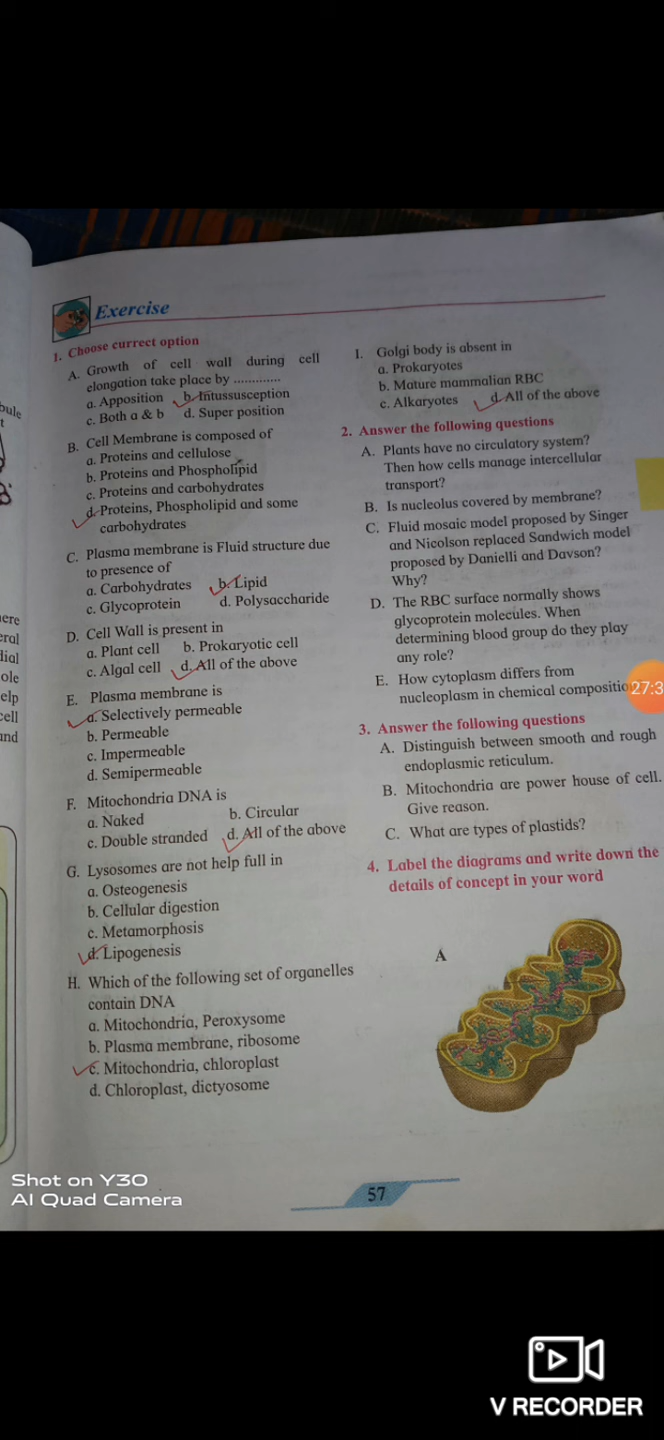 Exercise
1. Choose currect option
A. Growth of cell wall during cell
elongation take place by .............
a. Apposition b. Intussusception
c. Both a & b d. Super position
B. Cell Membrane is composed of
a. Proteins and cellulose
b. Proteins and Phospholipid
c. Proteins and carbohydrates
d. Proteins, Phospholipid and some
carbohydrates
C. Plasma membrane is Fluid structure due
to presence of
a. Carbohydrates b. Lipid
c. Glycoprotein d. Polysaccharide
D. Cell Wall is present in
a. Plant cell b. Prokaryotic cell
c. Algal cell d. All of the above
E. Plasma membrane is
a. Selectively permeable
b. Permeable
c. Impermeable
d. Semipermeable
F. Mitochondria DNA is
a. Naked b. Circular
c. Double stranded d. All of the above
G. Lysosomes are not help full in
a. Osteogenesis
b. Cellular digestion
c. Metamorphosis
d. Lipogenesis
H. Which of the following set of organelles
contain DNA
a. Mitochondria, Peroxysome
b. Plasma membrane, ribosome
c. Mitochondria, chloroplast
d. Chloroplast, dictyosome
I. Golgi body is absent in
a. Prokaryotes
b. Mature mammalian RBC
c. Alkaryotes d. All of the above
2. Answer the following questions
A. Plants have no circulatory system?
Then how cells manage intercellular
transport?
B. Is nucleolus covered by membrane?
C. Fluid mosaic model proposed by Singer
and Nicolson replaced Sandwich model
proposed by Danielli and Davson?
Why?
D. The RBC surface normally shows
glycoprotein molecules. When
determining blood group do they play
any role?
E. How cytoplasm differs from
nucleoplasm in chemical compositio
27:3
3. Answer the following questions
A. Distinguish between smooth and rough
endoplasmic reticulum.
B. Mitochondria are power house of cell.
Give reason.
C. What are types of plastids?
4. Label the diagrams and write down the
details of concept in your word
A
57
Shot on Y30
AI Quad Camera
V RECORDER